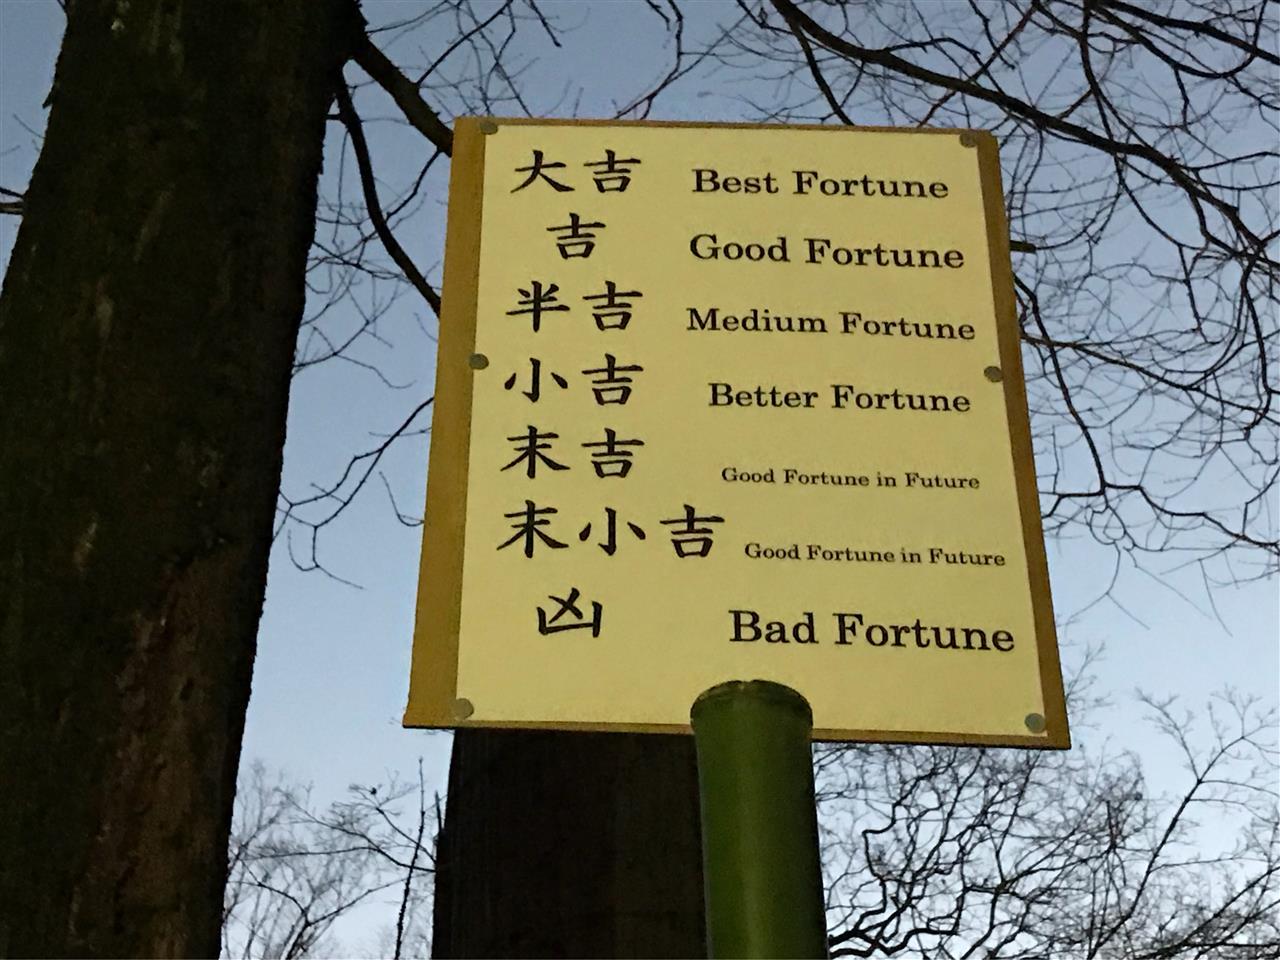 大吉 Best Fortune
吉 Good Fortune
半吉 Medium Fortune
小吉 Better Fortune
末吉 Good Fortune in Future
末小吉 Good Fortune in Future
凶 Bad Fortune